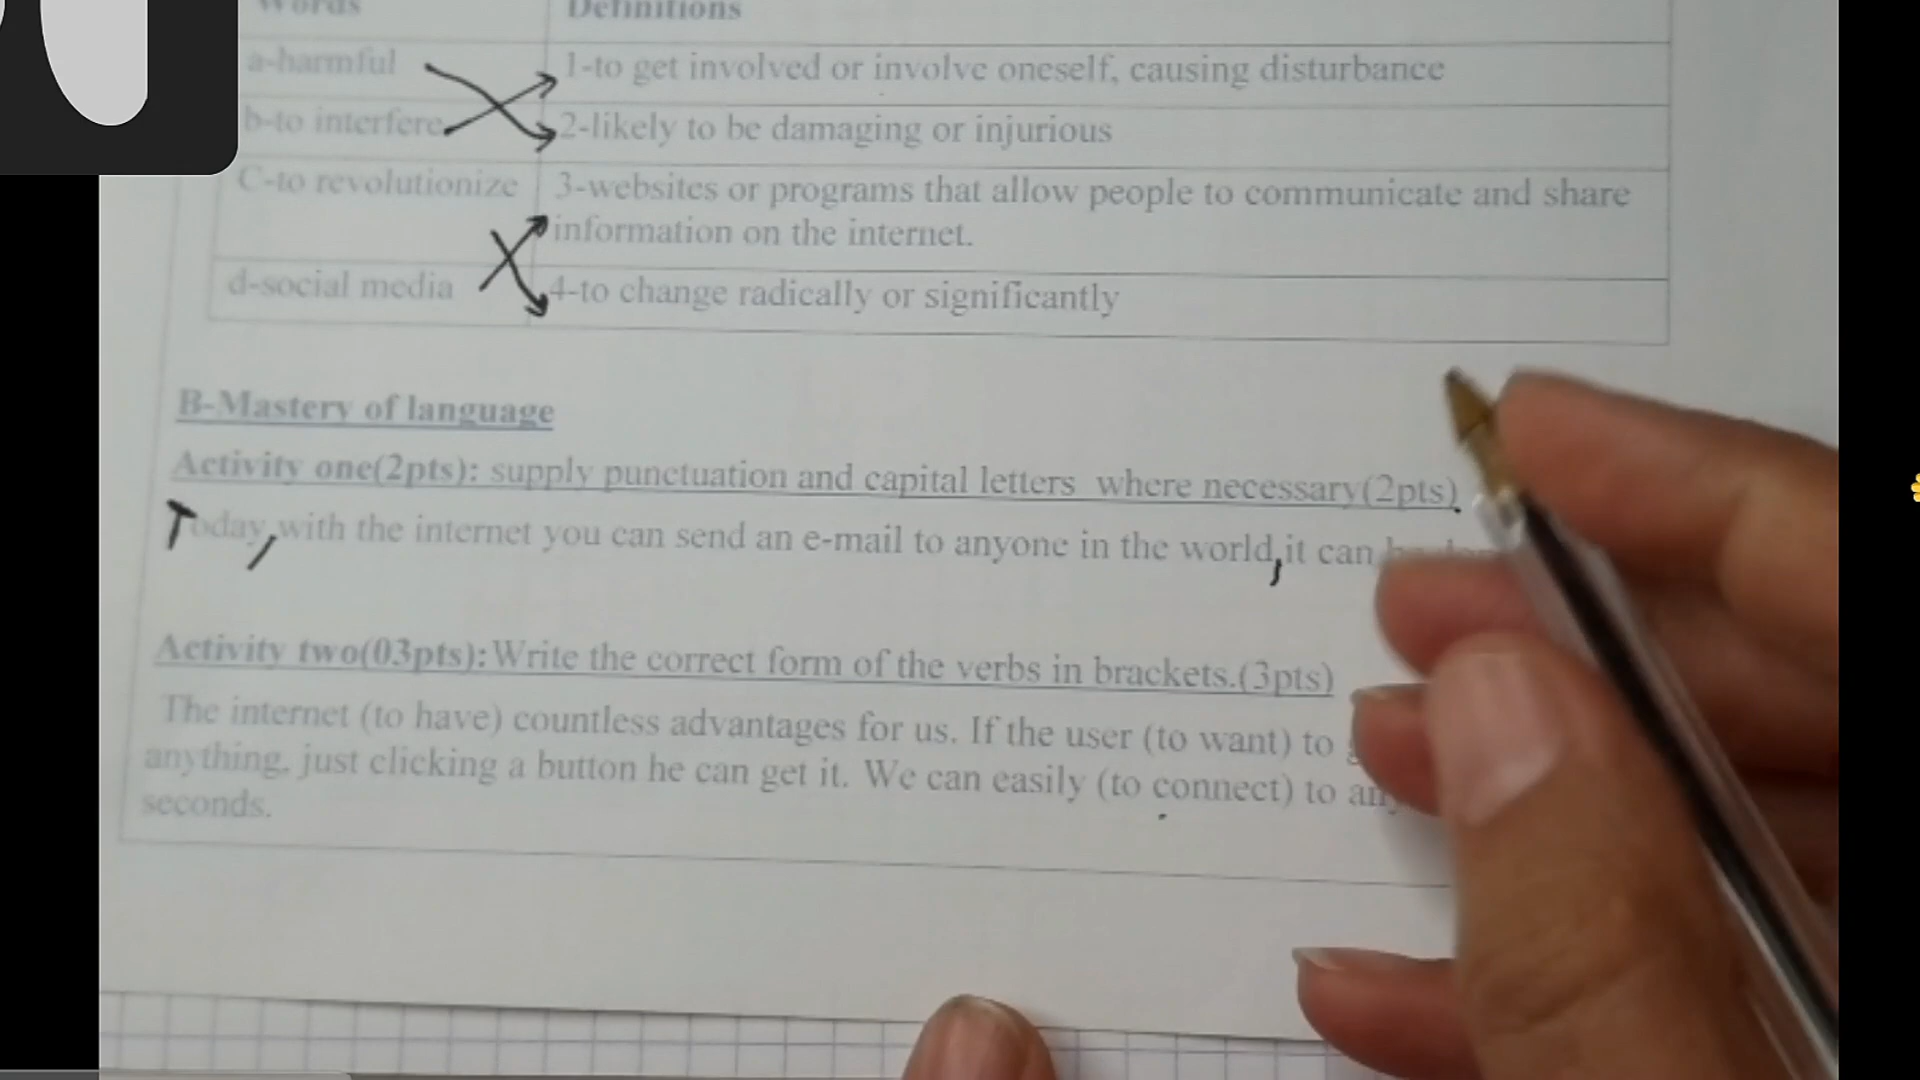 Words Definitions
a-harmful 1-to get involved or involve oneself, causing disturbance
b-to interfere 2-likely to be damaging or injurious
C-to revolutionize 3-websites or programs that allow people to communicate and share
information on the internet.
d-social media 4-to change radically or significantly
B-Mastery of language
Activity one(2pts): supply punctuation and capital letters where necessary(2pts)
Today, with the internet you can send an e-mail to anyone in the world, it can
Activity two(03pts): Write the correct form of the verbs in brackets.(3pts)
The internet (to have) countless advantages for us. If the user (to want) to
anything, just clicking a button he can get it. We can easily (to connect) to
seconds.